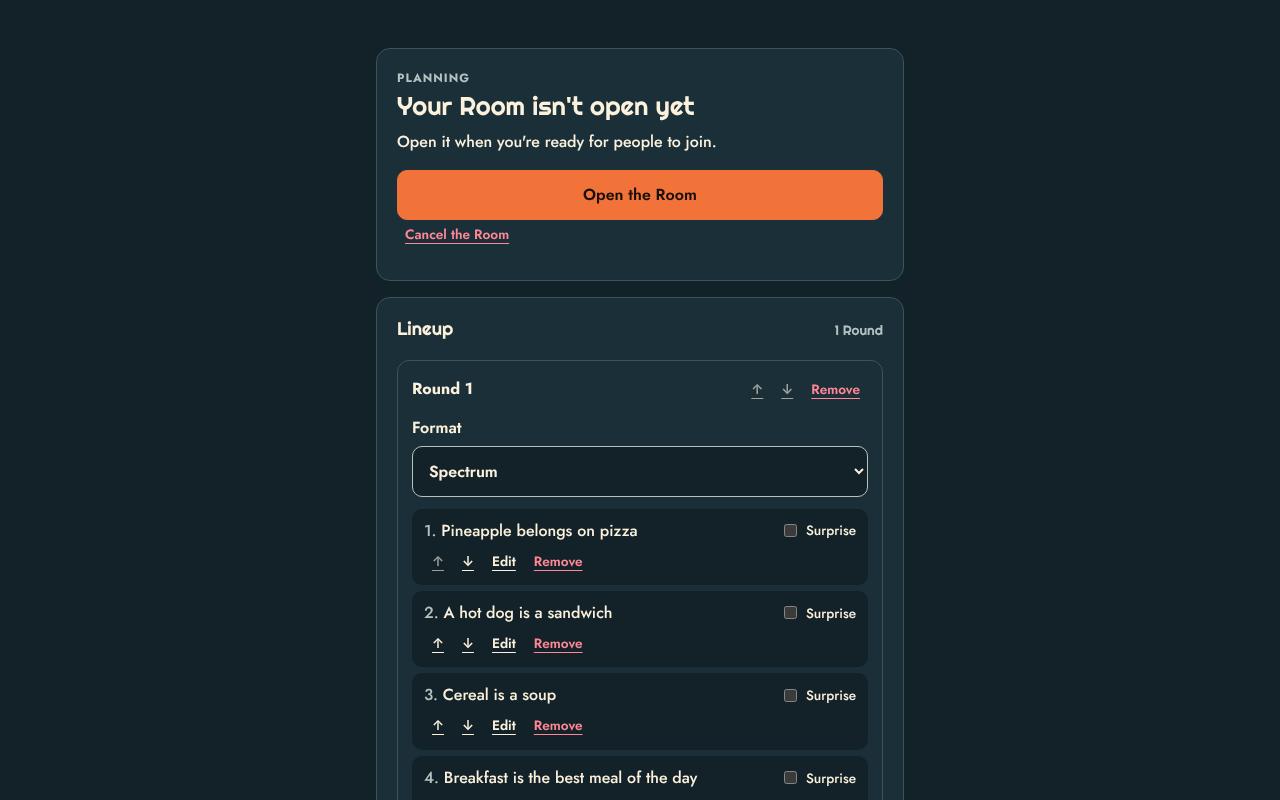 PLANNING
Your Room isn't open yet
Open it when you're ready for people to join.
Open the Room
Cancel the Room
Lineup
1 Round
Round 1
↑ ↓ Remove
Format
Spectrum
1. Pineapple belongs on pizza
Surprise
↑ ↓ Edit Remove
2. A hot dog is a sandwich
Surprise
↑ ↓ Edit Remove
3. Cereal is a soup
Surprise
↑ ↓ Edit Remove
4. Breakfast is the best meal of the day
Surprise